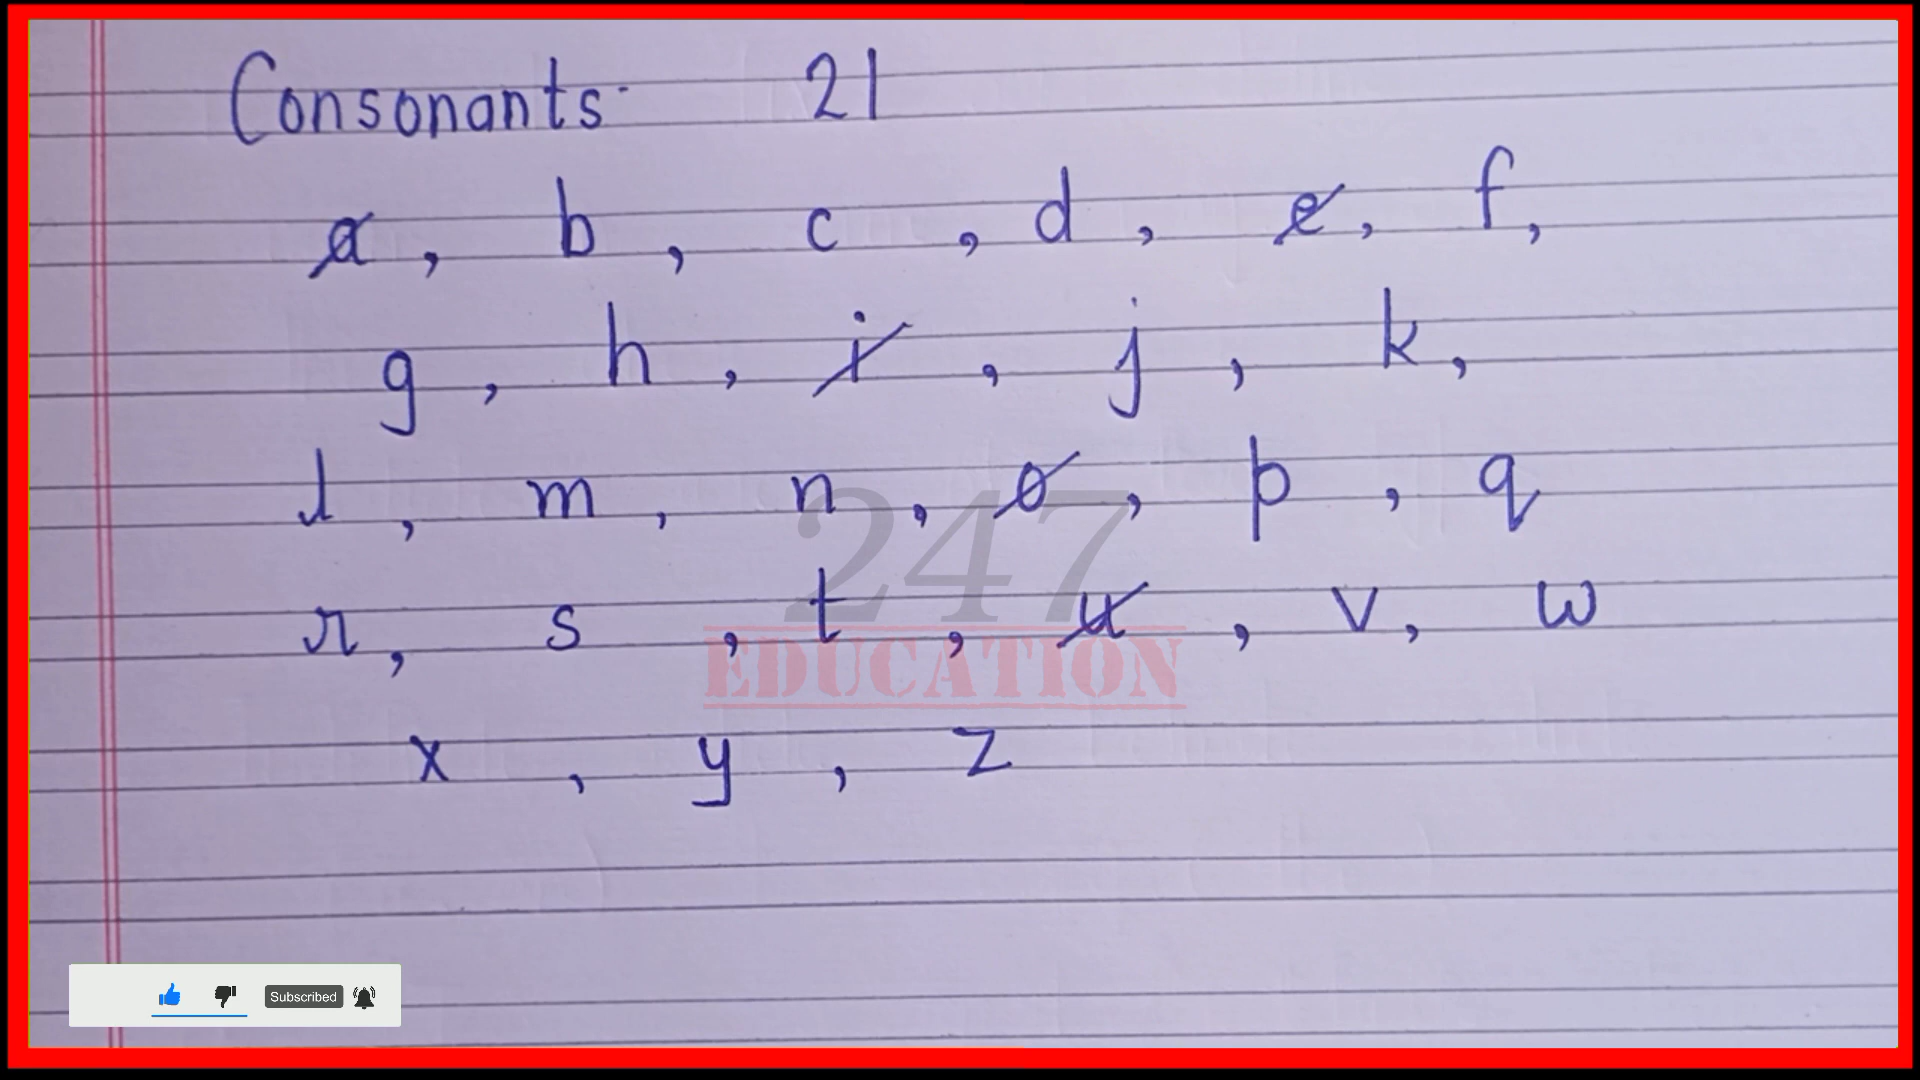 Consonants 21
a, b, c, d, e, f,
g, h, i, j, k,
l, m, n, o, p, q
r, s, t, u, v, w
x, y, z
247
EDUCATION
Subscribed